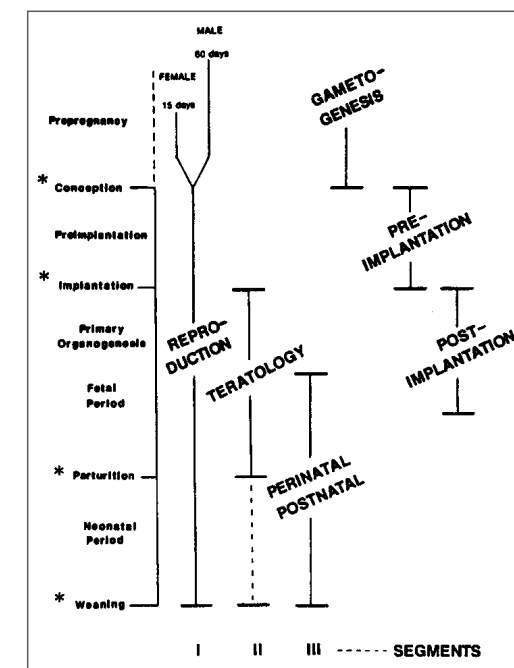 MALE
60 days
FEMALE
15 days
GAMETO-
GENESIS
Prepregnancy
* Conception
PRE-
IMPLANTATION
Preimplantation
* Implantation
Primary
Organogenesis
REPRO-
DUCTION
TERATOLOGY
POST-
IMPLANTATION
Fetal
Period
* Parturition
PERINATAL
POSTNATAL
Neonatal
Period
* Weaning
I II III ------ SEGMENTS